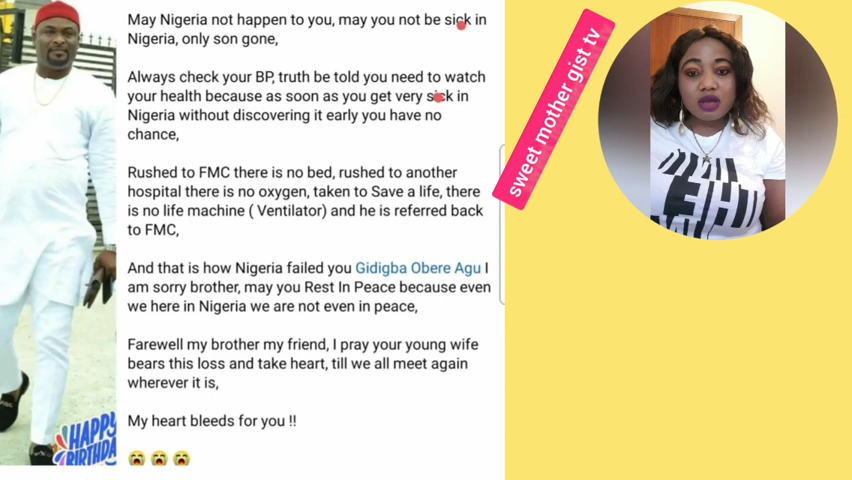 May Nigeria not happen to you, may you not be sick in
Nigeria, only son gone,
Always check your BP, truth be told you need to watch
your health because as soon as you get very sick in
Nigeria without discovering it early you have no
chance,
Rushed to FMC there is no bed, rushed to another
hospital there is no oxygen, taken to Save a life, there
is no life machine ( Ventilator) and he is referred back
to FMC,
And that is how Nigeria failed you Gidigba Obere Agu I
am sorry brother, may you Rest In Peace because even
we here in Nigeria we are not even in peace,
Farewell my brother my friend, I pray your young wife
bears this loss and take heart, till we all meet again
wherever it is,
My heart bleeds for you !!
HAPPY
sweet mother gist tv